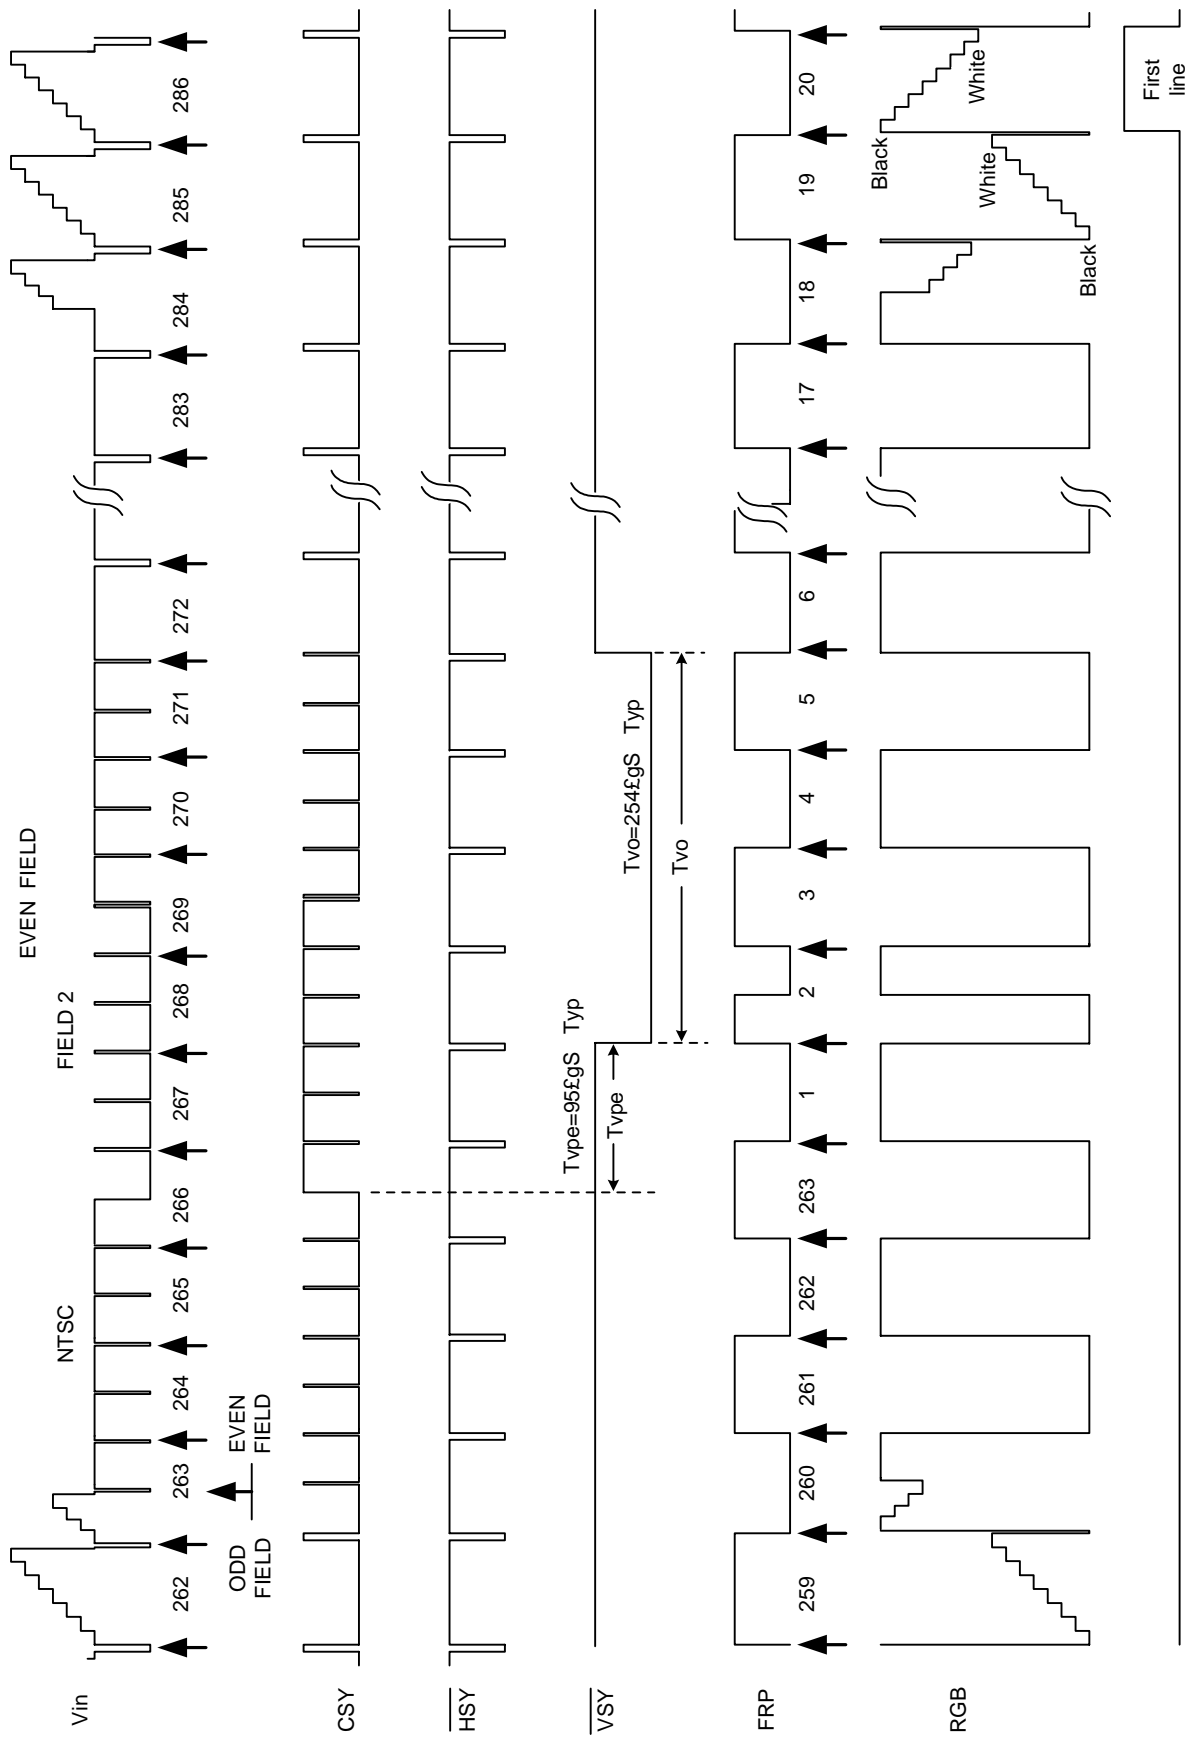 EVEN FIELD
NTSC
FIELD 2
Vin
262
263
264
265
266
267
268
269
270
271
272
283
284
285
286
ODD
FIELD
EVEN
FIELD
CSY
HSY
VSY
Tvpe=95£gS Typ
Tvpe
Tvo=254£gS Typ
Tvo
FRP
259
260
261
262
263
1
2
3
4
5
6
17
18
19
20
RGB
Black
White
Black
White
First
line